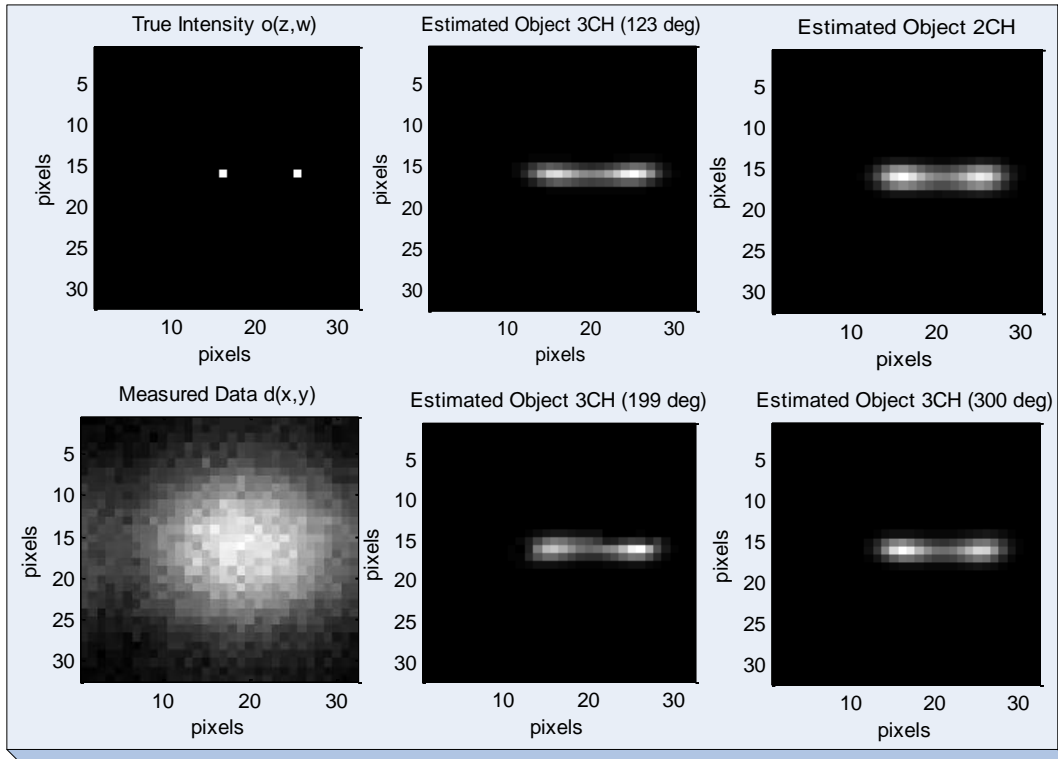 True Intensity o(z,w)
5
10
15
20
25
30
pixels
10 20 30
pixels
Estimated Object 3CH (123 deg)
5
10
15
20
25
30
pixels
10 20 30
pixels
Estimated Object 2CH
5
10
15
20
25
30
pixels
10 20 30
pixels
Measured Data d(x,y)
5
10
15
20
25
30
pixels
10 20 30
pixels
Estimated Object 3CH (199 deg)
5
10
15
20
25
30
pixels
10 20 30
pixels
Estimated Object 3CH (300 deg)
5
10
15
20
25
30
pixels
10 20 30
pixels